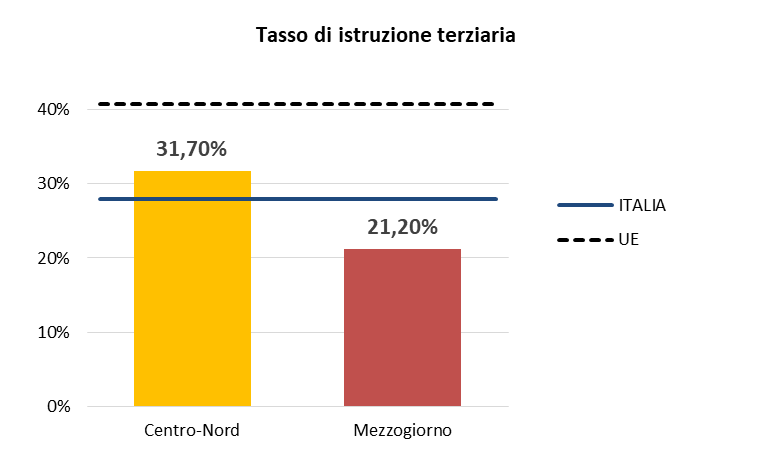 Tasso di istruzione terziaria
40%
30%
20%
10%
0%
31,70%
21,20%
Centro-Nord
Mezzogiorno
ITALIA
UE